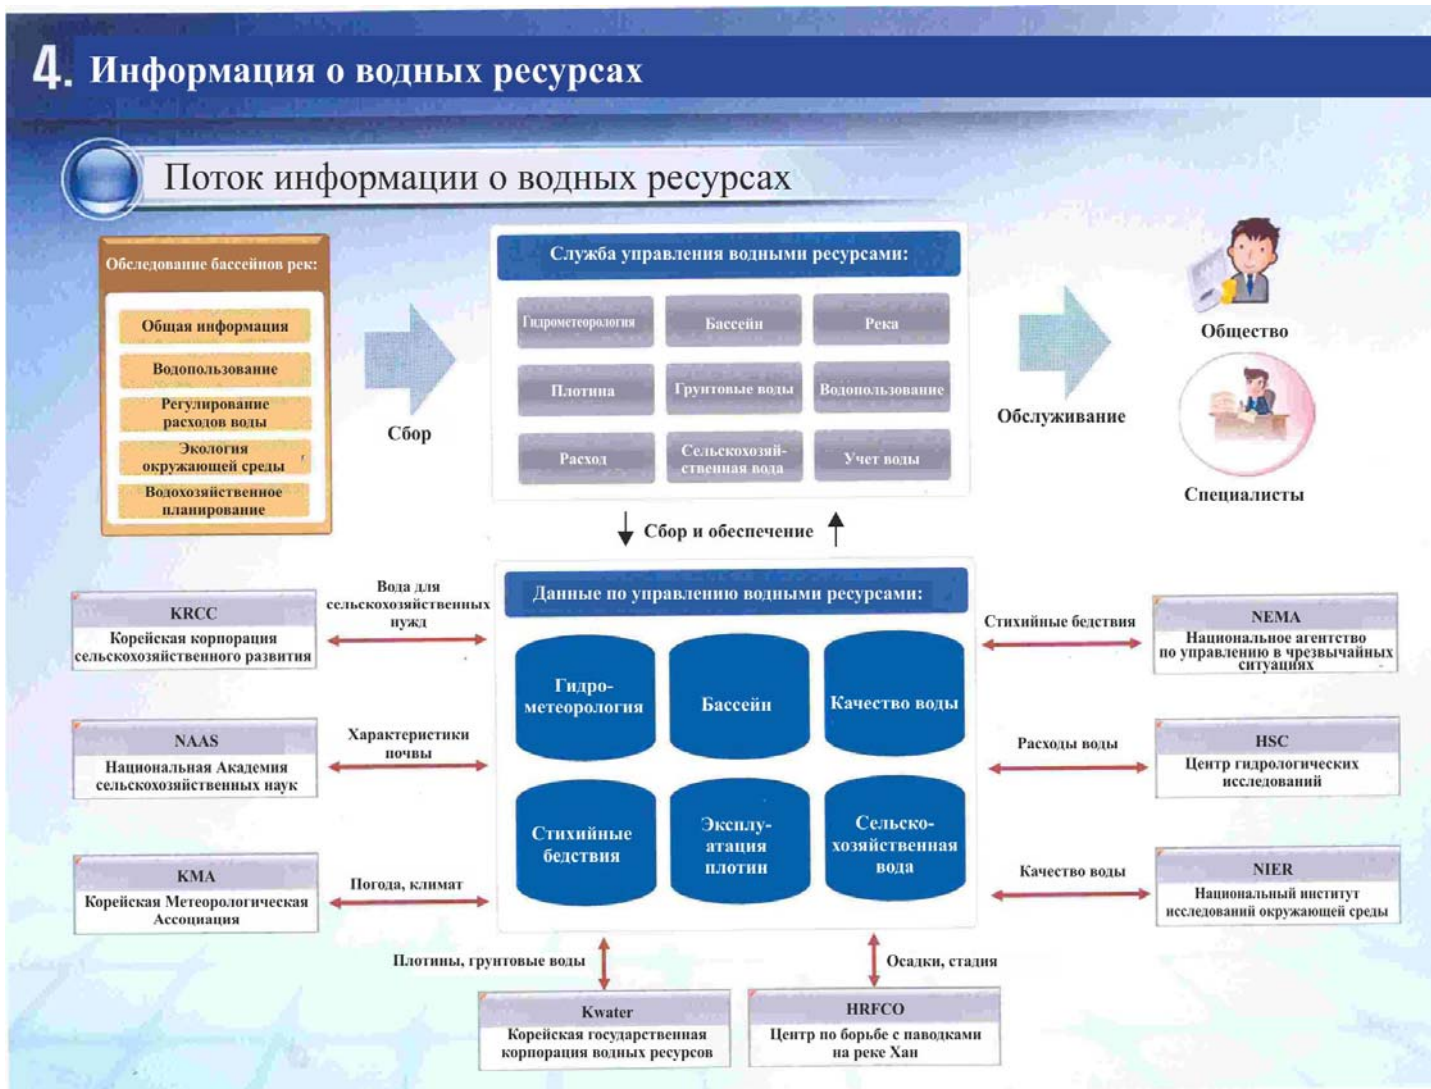 4. Информация о водных ресурсах
Поток информации о водных ресурсах
Обследование бассейнов рек:
Общая информация
Водопользование
Регулирование
расходов воды
Экология
окружающей среды
Водохозяйственное
планирование
Сбор
Служба управления водными ресурсами:
Гидрометеорология
Бассейн
Река
Плотина
Грунтовые воды
Водопользование
Расход
Сельскохозяй-
ственная вода
Учет воды
Обслуживание
Общество
Специалисты
Сбор и обеспечение
Данные по управлению водными ресурсами:
Гидро-
метеорология
Бассейн
Качество воды
Стихийные
бедствия
Эксплу-
атация
плотин
Сельско-
хозяйственная
вода
KRCC
Корейская корпорация
сельскохозяйственного развития
Вода для
сельскохозяйственных
нужд
NAAS
Национальная Академия
сельскохозяйственных наук
Характеристики
почвы
KMA
Корейская Метеорологическая
Ассоциация
Погода, климат
Стихийные бедствия
NEMA
Национальное агентство
по управлению в чрезвычайных
ситуациях
Расходы воды
HSC
Центр гидрологических
исследований
Качество воды
NIER
Национальный институт
исследований окружающей среды
Плотины, грунтовые воды
Kwater
Корейская государственная
корпорация водных ресурсов
Осадки, стадия
HRFCO
Центр по борьбе с паводками
на реке Хан